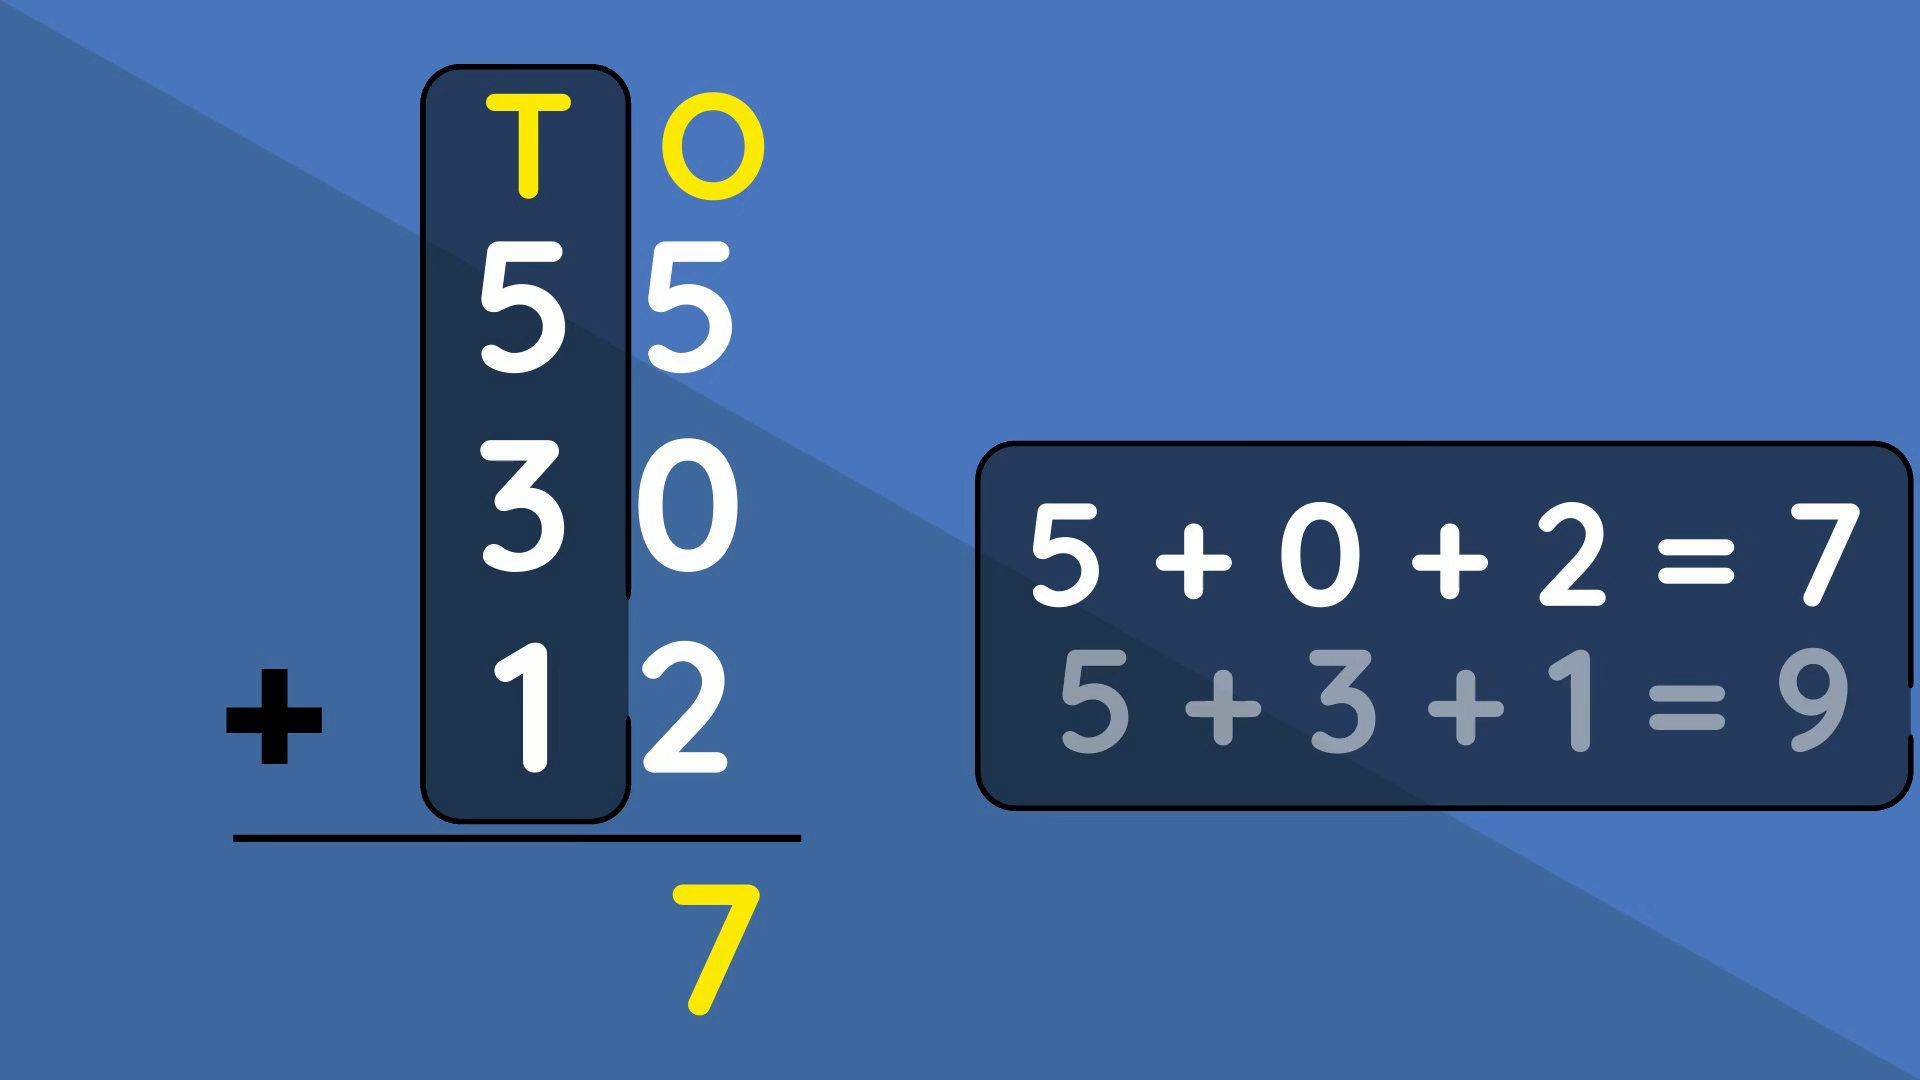 T O
5 5
3 0
+ 1 2
7
5 + 0 + 2 = 7
5 + 3 + 1 = 9